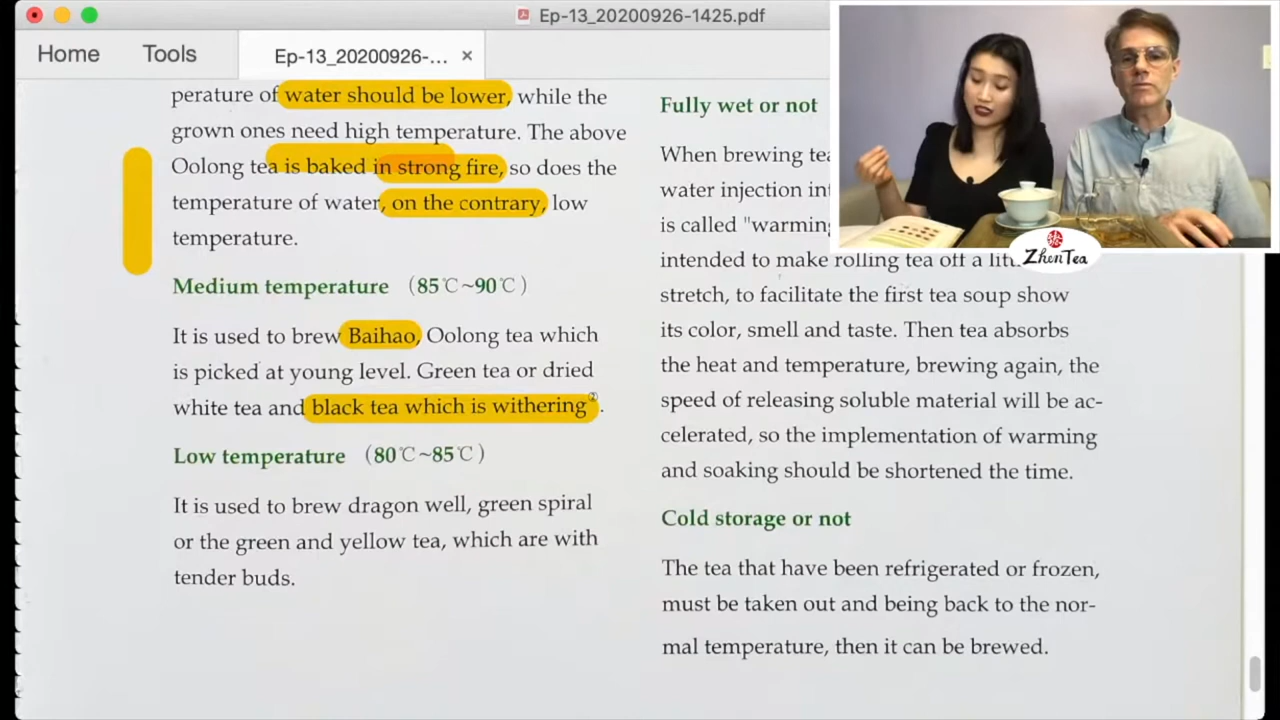 Ep-13_20200926-1425.pdf
Home
Tools
Ep-13_20200926-...
×
perature of water should be lower, while the
grown ones need high temperature. The above
Oolong tea is baked in strong fire, so does the
temperature of water, on the contrary, low
temperature.
Medium temperature (85℃~90℃)
It is used to brew Baihao, Oolong tea which
is picked at young level. Green tea or dried
white tea and black tea which is withering②.
Low temperature (80℃~85℃)
It is used to brew dragon well, green spiral
or the green and yellow tea, which are with
tender buds.
Fully wet or not
When brewing tea
water injection
is called "warming
intended to make rolling tea off a
stretch, to facilitate the first tea soup show
its color, smell and taste. Then tea absorbs
the heat and temperature, brewing again, the
speed of releasing soluble material will be ac-
celerated, so the implementation of warming
and soaking should be shortened the time.
Cold storage or not
The tea that have been refrigerated or frozen,
must be taken out and being back to the nor-
mal temperature, then it can be brewed.
ZhenTea